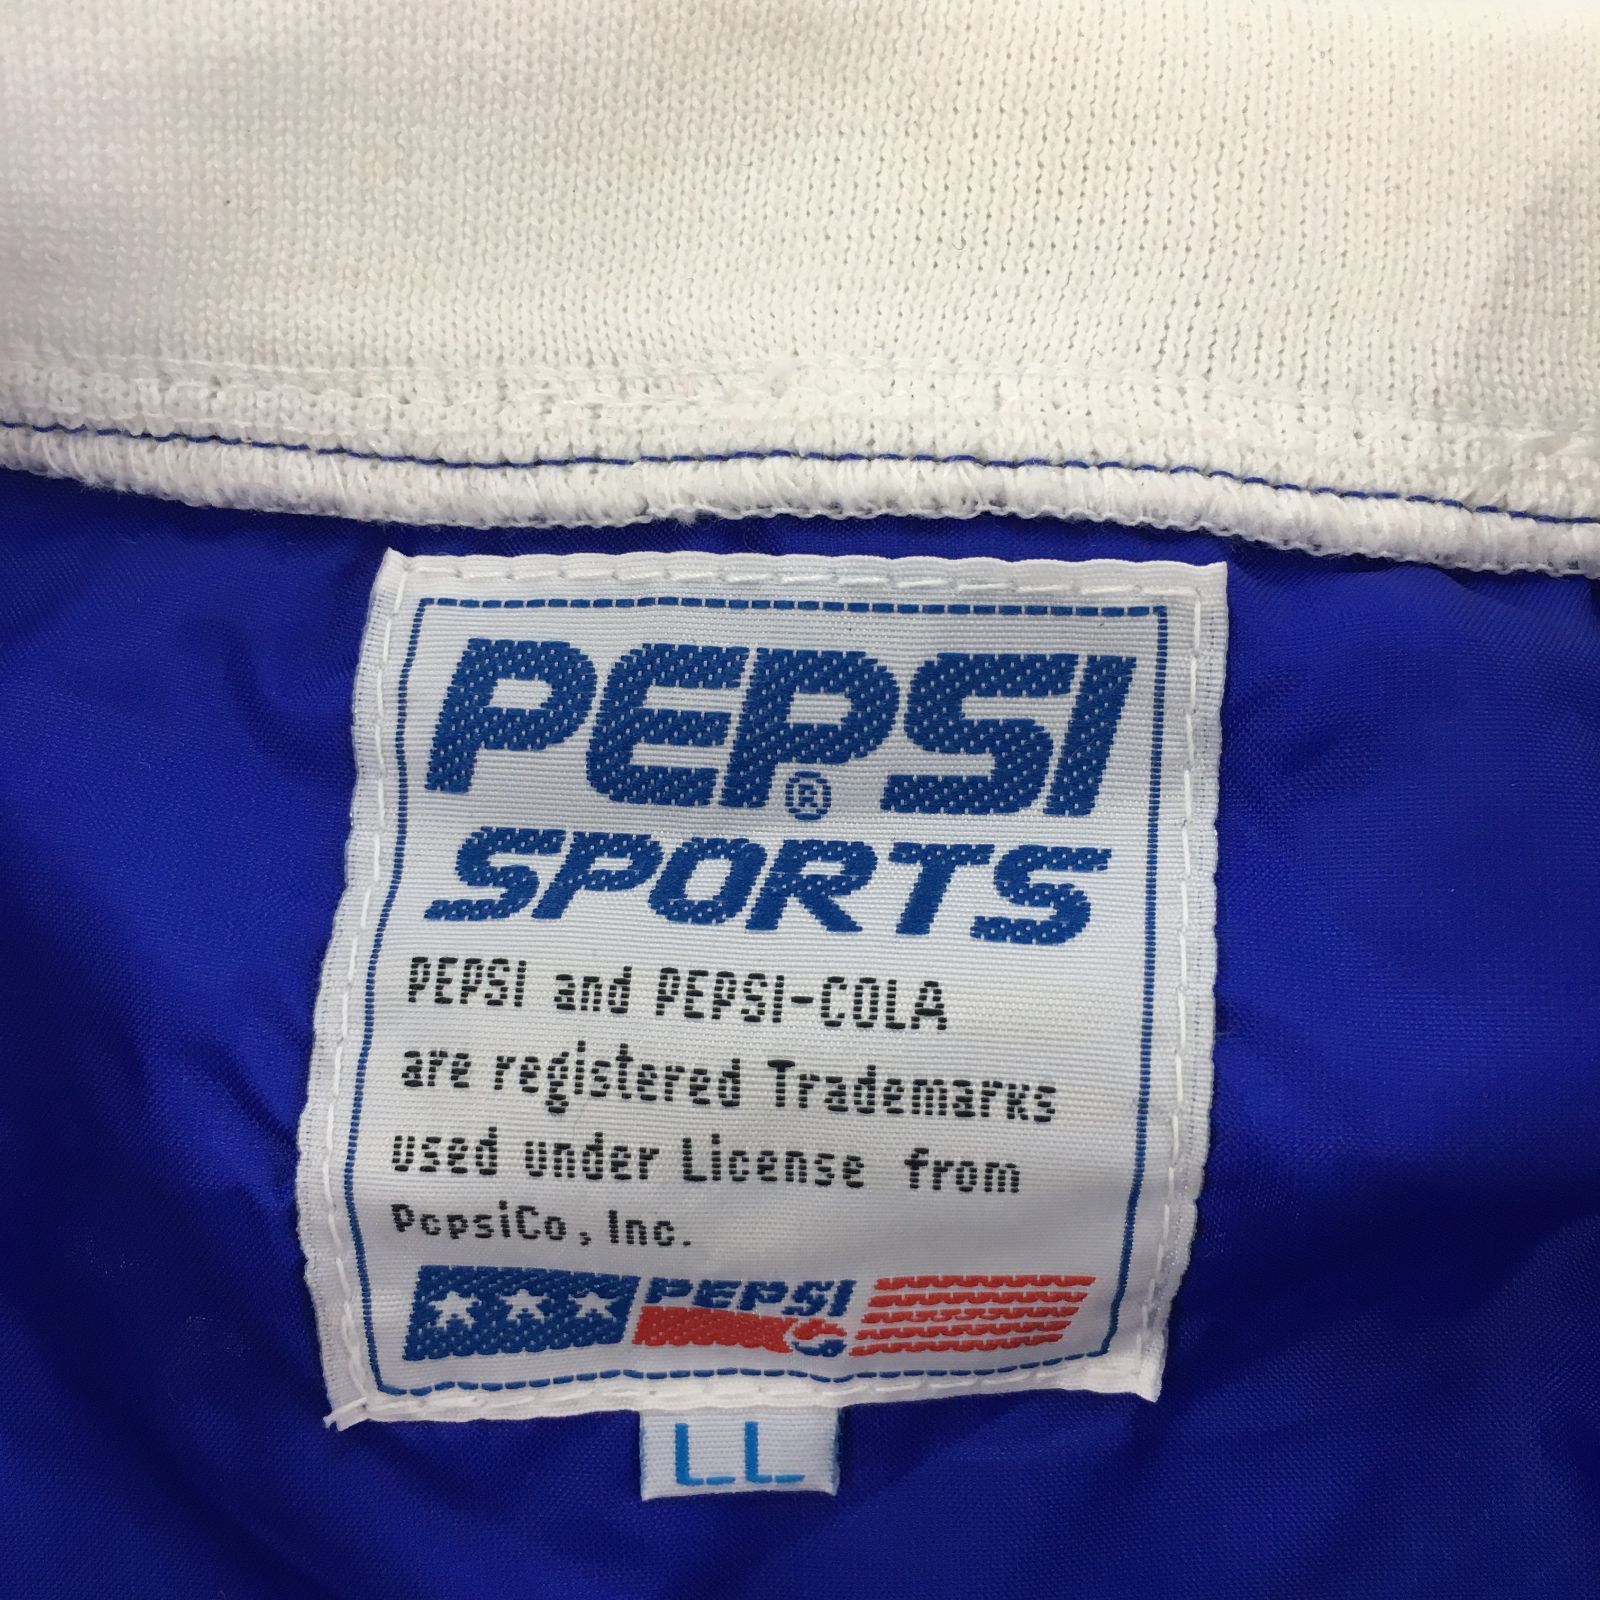 PEPSI
®
SPORTS
PEPSI and PEPSI-COLA
are registered Trademarks
used under License from
PepsiCo, Inc.
PEPSI
LL